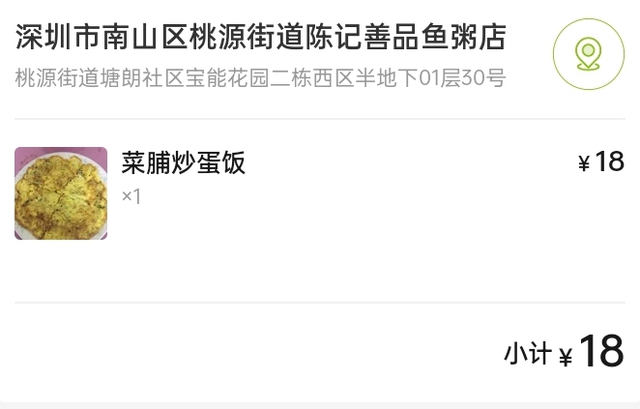 深圳市南山区桃源街道陈记善品鱼粥店
桃源街道塘朗社区宝能花园二栋西区半地下01层30号
菜脯炒蛋饭
¥18
×1
小计 ¥18